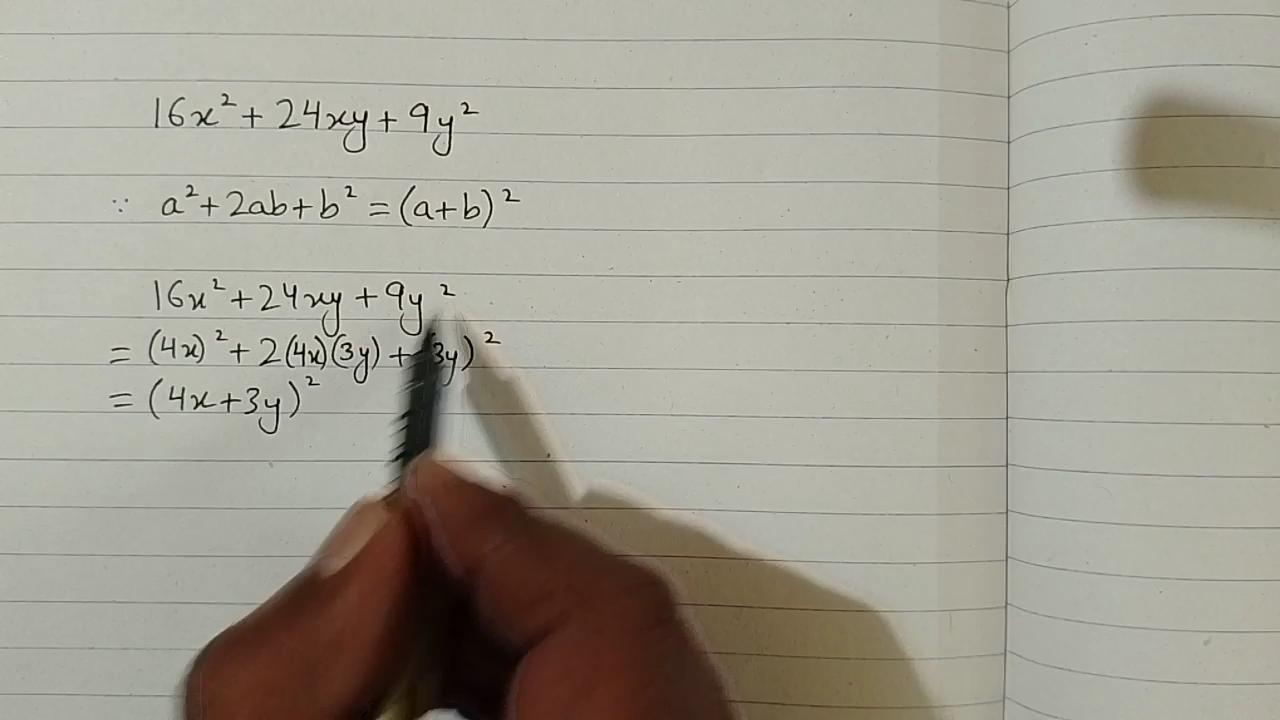 16x² + 24xy + 9y²
∵ a² + 2ab + b² = (a+b)²
16x² + 24xy + 9y²
= (4x)² + 2(4x)(3y) + (3y)²
= (4x+3y)²